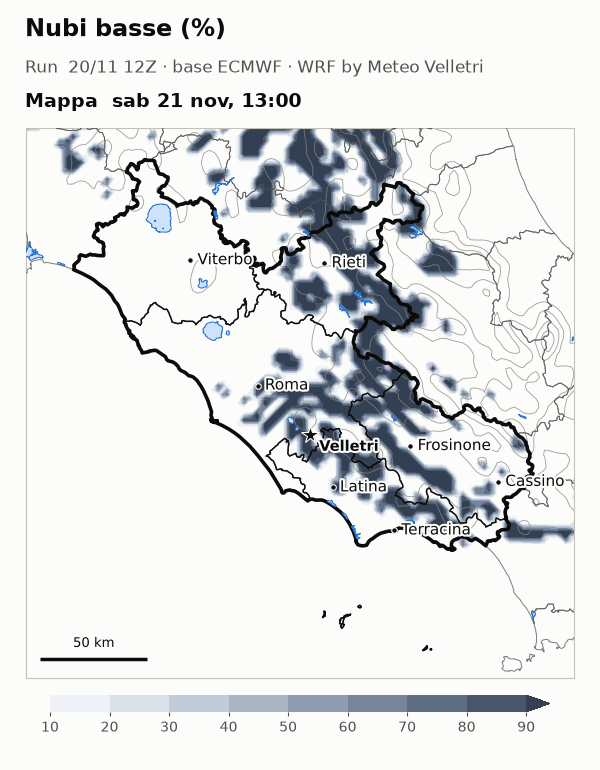 Nubi basse (%)
Run  20/11 12Z · base ECMWF · WRF by Meteo Velletri
Mappa  sab 21 nov, 13:00
Viterbo
Rieti
Roma
Velletri
Frosinone
Latina
Cassino
Terracina
50 km
10 20 30 40 50 60 70 80 90